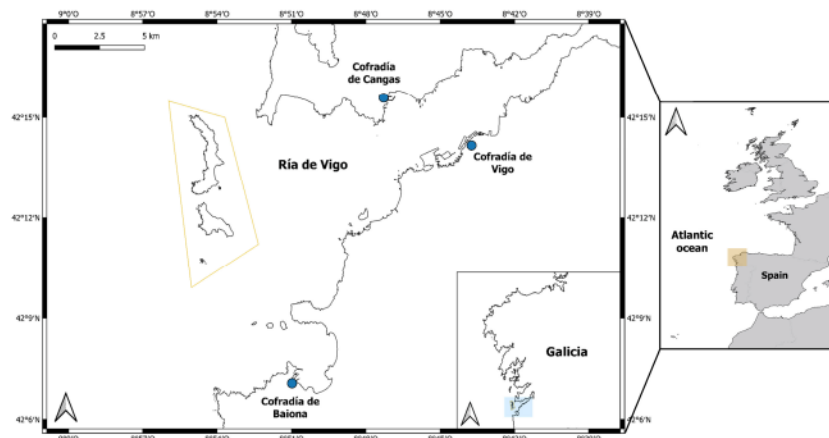 9°0'N 8°57'N 8°54'N 8°51'N 8°48'N 8°45'N 8°42'N 8°39'N
0 2.5 5 km
Cofradía
de Cangas
42°15'N
42°15'N
Ría de Vigo
Cofradía de
Vigo
42°12'N
42°12'N
Atlantic
ocean
Spain
42°9'N
42°9'N
Galicia
Cofradía de
Baiona
42°6'N
42°6'N